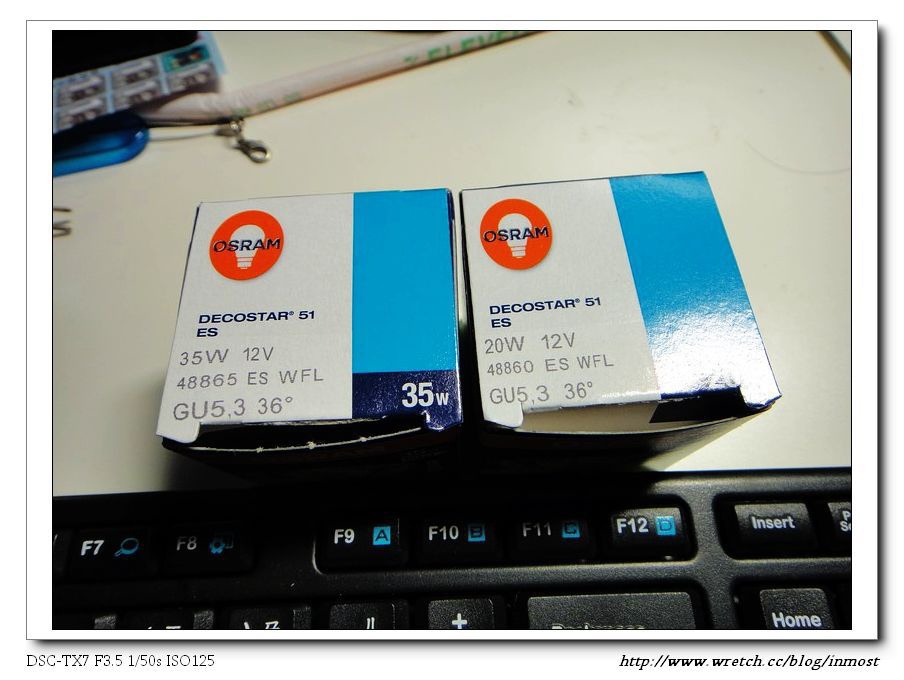 ELEVEN
OSRAM
DECOSTAR® 51
ES
35W 12V
48865 ES WFL
GU5,3 36°
35W
OSRAM
DECOSTAR® 51
ES
20W 12V
48860 ES WFL
GU5,3 36°
F7
F8
F9 A
F10 B
F11 C
F12 D
Insert
+
Home
DSC-TX7 F3.5 1/50s ISO125
http://www.wretch.cc/blog/inmost